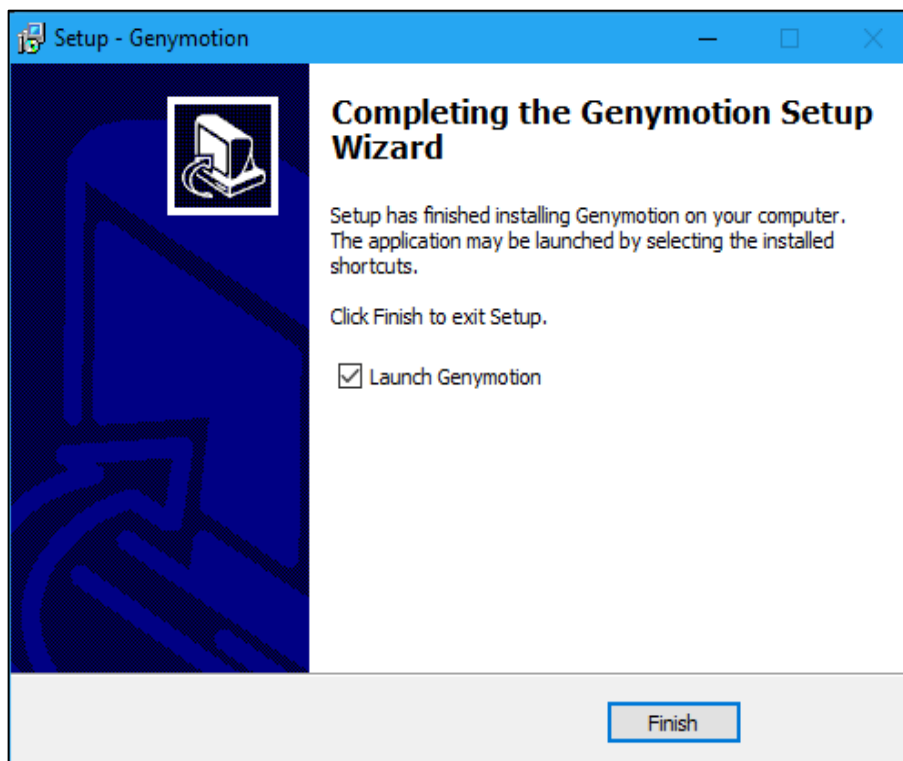 Setup - Genymotion
Completing the Genymotion Setup
Wizard
Setup has finished installing Genymotion on your computer.
The application may be launched by selecting the installed
shortcuts.
Click Finish to exit Setup.
Launch Genymotion
Finish